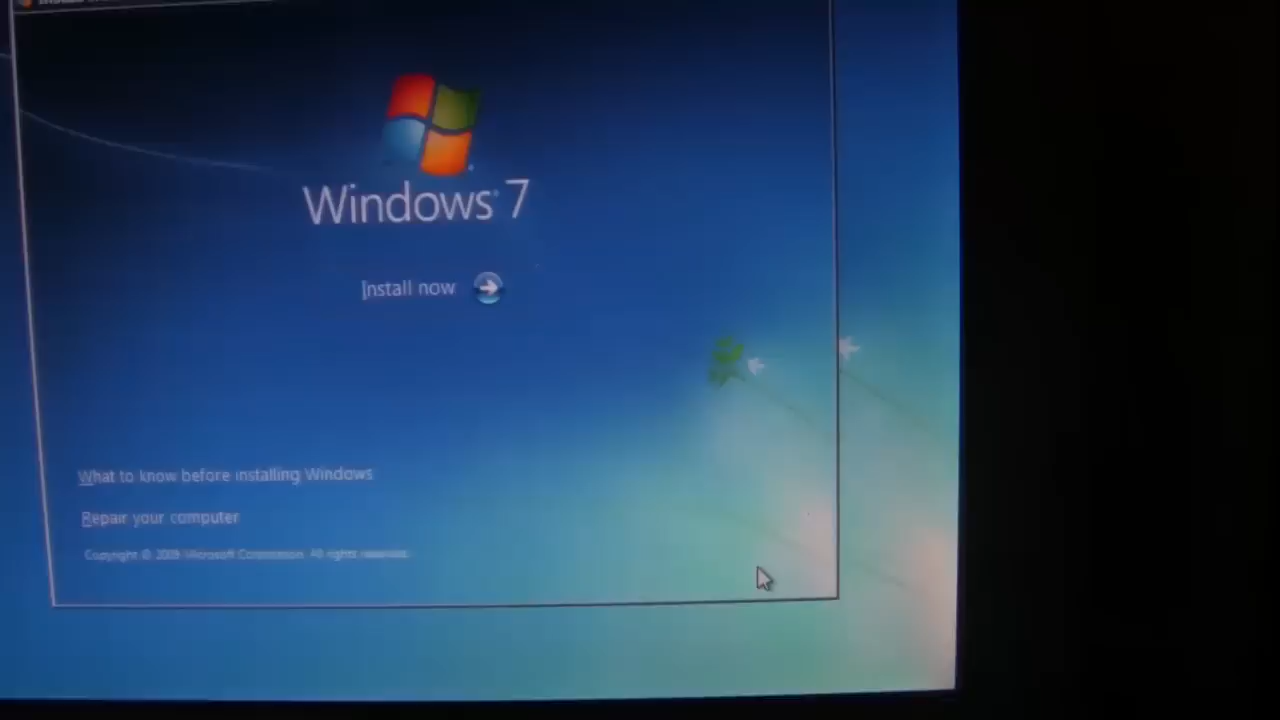 Windows® 7
Install now
What to know before installing Windows
Repair your computer
Copyright © 2009 Microsoft Corporation. All rights reserved.